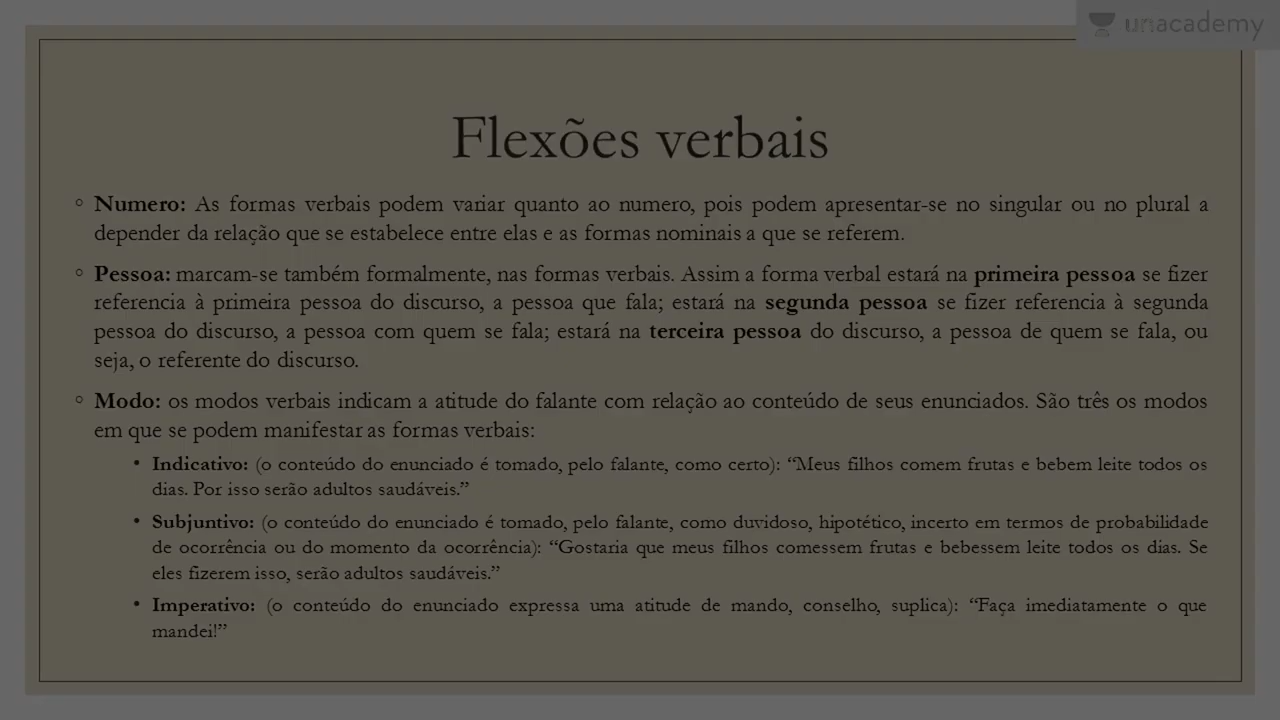 unacademy
Flexões verbais
◦ Numero: As formas verbais podem variar quanto ao numero, pois podem apresentar-se no singular ou no plural a
depender da relação que se estabelece entre elas e as formas nominais a que se referem.
◦ Pessoa: marcam-se também formalmente, nas formas verbais. Assim a forma verbal estará na primeira pessoa se fizer
referencia à primeira pessoa do discurso, a pessoa que fala; estará na segunda pessoa se fizer referencia à segunda
pessoa do discurso, a pessoa com quem se fala; estará na terceira pessoa do discurso, a pessoa de quem se fala, ou
seja, o referente do discurso.
◦ Modo: os modos verbais indicam a atitude do falante com relação ao conteúdo de seus enunciados. São três os modos
em que se podem manifestar as formas verbais:
• Indicativo: (o conteúdo do enunciado é tomado, pelo falante, como certo): “Meus filhos comem frutas e bebem leite todos os
dias. Por isso serão adultos saudáveis.”
• Subjuntivo: (o conteúdo do enunciado é tomado, pelo falante, como duvidoso, hipotético, incerto em termos de probabilidade
de ocorrência ou do momento da ocorrência): “Gostaria que meus filhos comessem frutas e bebessem leite todos os dias. Se
eles fizerem isso, serão adultos saudáveis.”
• Imperativo: (o conteúdo do enunciado expressa uma atitude de mando, conselho, suplica): “Faça imediatamente o que
mandei!”